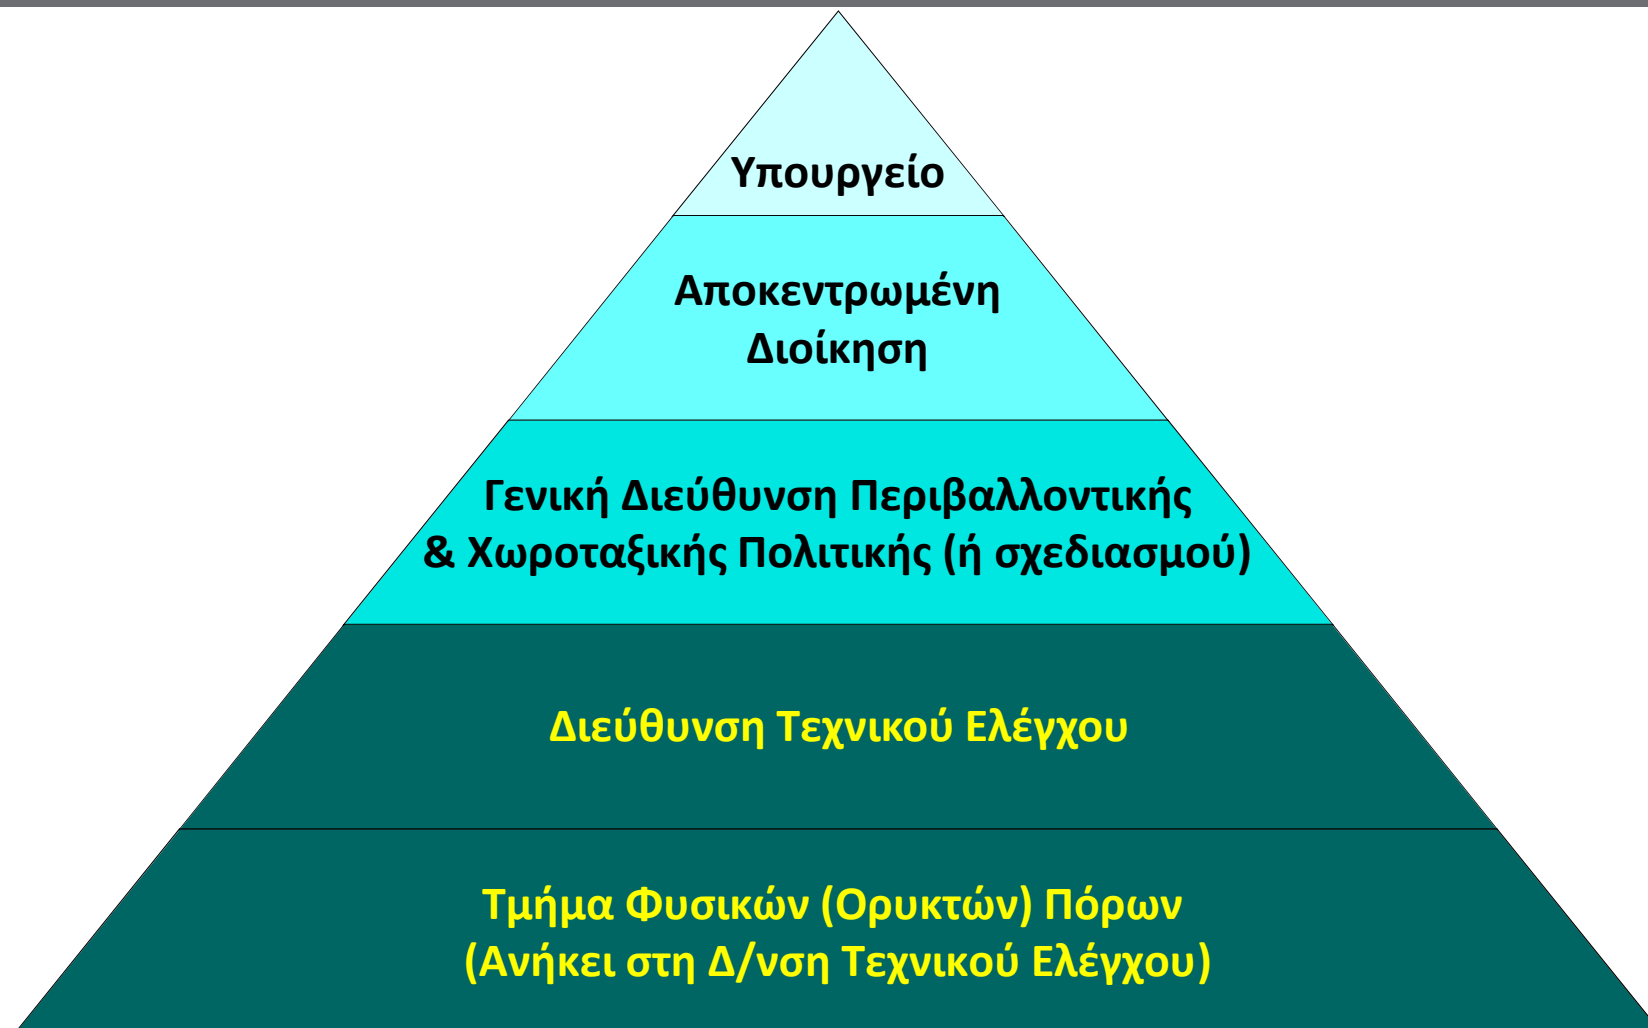 Υπουργείο
Αποκεντρωμένη
Διοίκηση
Γενική Διεύθυνση Περιβαλλοντικής
& Χωροταξικής Πολιτικής (ή σχεδιασμού)
Διεύθυνση Τεχνικού Ελέγχου
Τμήμα Φυσικών (Ορυκτών) Πόρων
(Ανήκει στη Δ/νση Τεχνικού Ελέγχου)